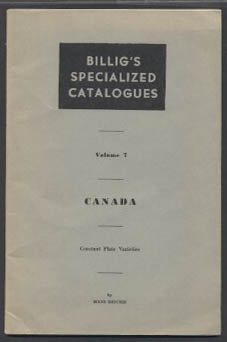 BILLIG'S
SPECIALIZED
CATALOGUES
Volume 7
CANADA
Constant Plate Varieties
by